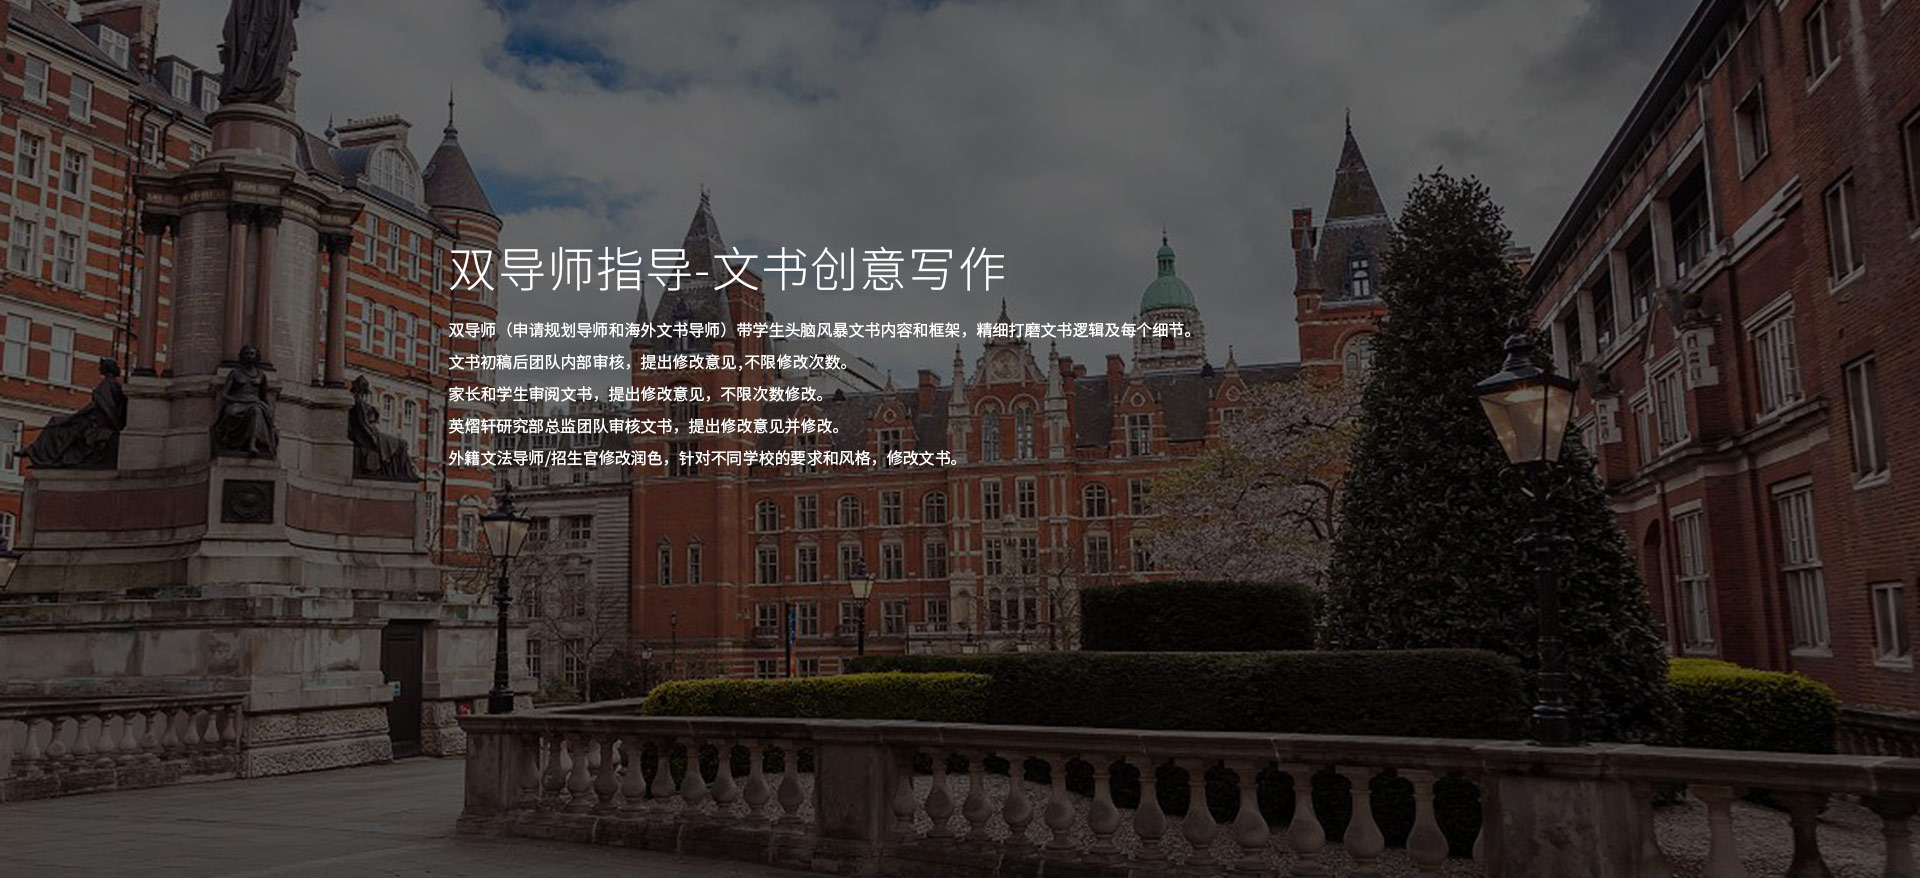 双导师指导-文书创意写作
双导师（申请规划导师和海外文书导师）带学生头脑风暴文书内容和框架，精细打磨文书逻辑及每个细节。
文书初稿后团队内部审核，提出修改意见,不限修改次数。
家长和学生审阅文书，提出修改意见，不限次数修改。
英熠轩研究部总监团队审核文书，提出修改意见并修改。
外籍文法导师/招生官修改润色，针对不同学校的要求和风格，修改文书。